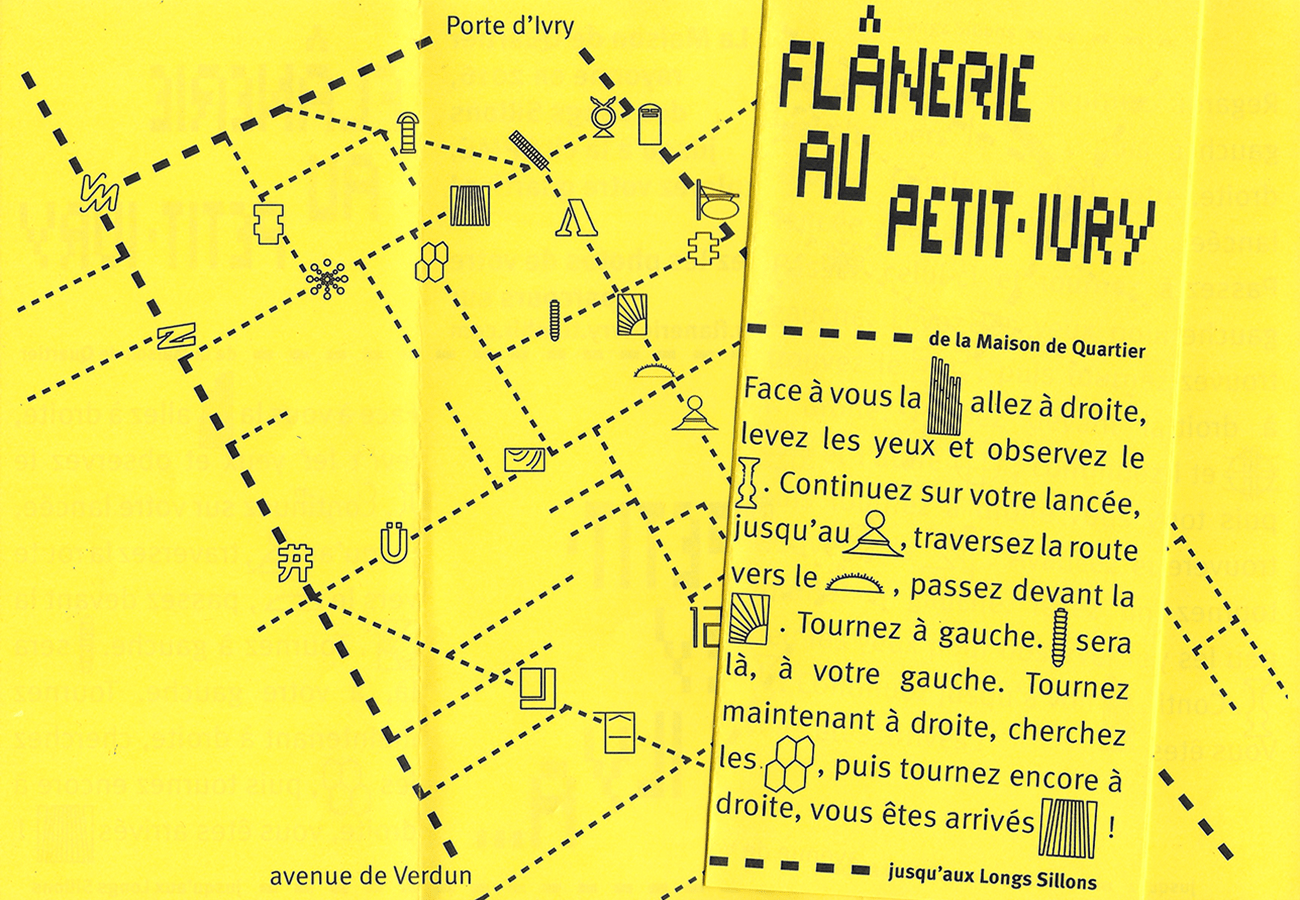 Porte d'Ivry
FLÂNERIE
AU
PETIT·IVRY
de la Maison de Quartier
Face à vous la allez à droite,
levez les yeux et observez le
. Continuez sur votre lancée,
jusqu'au , traversez la route
vers le , passez devant la
. Tournez à gauche. sera
là, à votre gauche. Tournez
maintenant à droite, cherchez
les , puis tournez encore à
droite, vous êtes arrivés !
jusqu'aux Longs Sillons
Z
#
Ü
12
avenue de Verdun